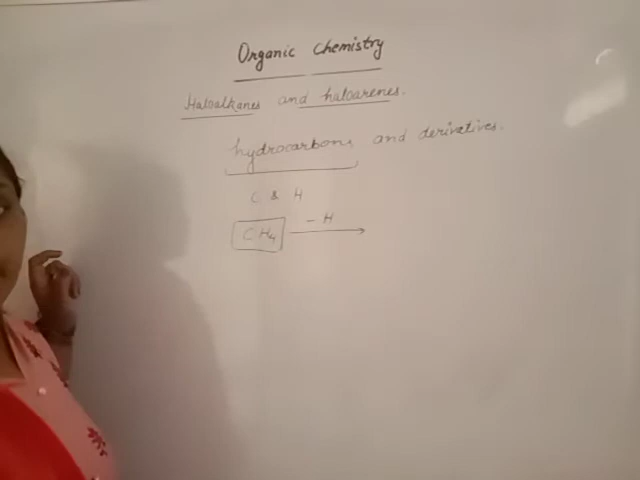 Organic Chemistry
Haloalkanes and haloarenes.
hydrocarbons and derivatives.
C & H
CH₄ - H →